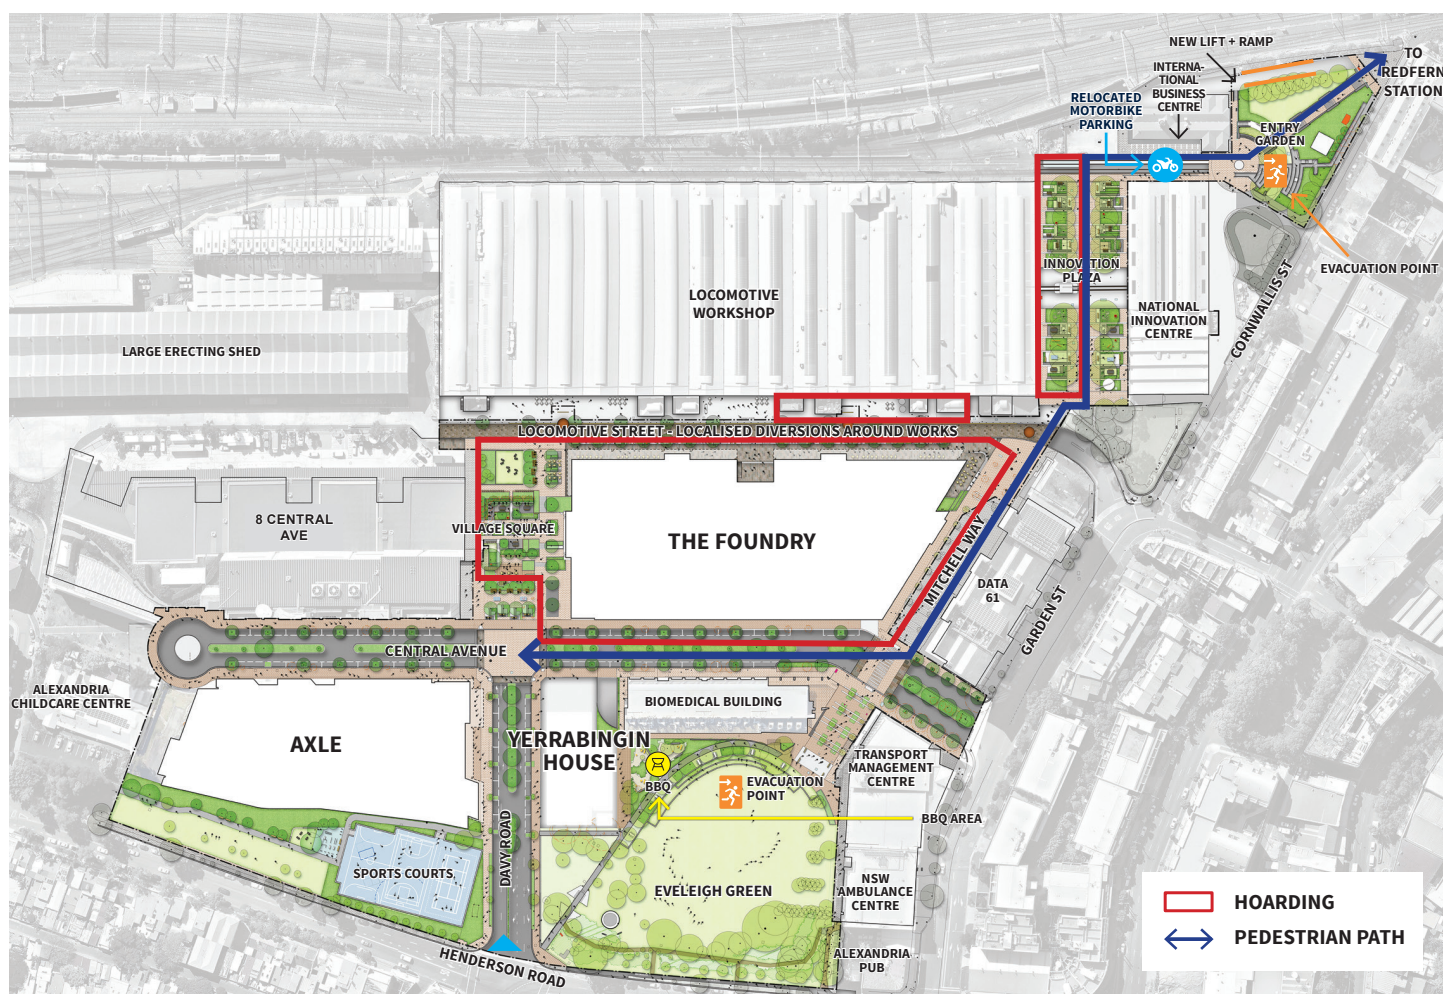 NEW LIFT + RAMP
TO
REDFERN
STATION
INTERNA-
TIONAL
BUSINESS
CENTRE
RELOCATED
MOTORBIKE
PARKING
ENTRY
GARDEN
EVACUATION POINT
INNOVATION
PLAZA
CORNWALLIS ST
NATIONAL
INNOVATION
CENTRE
LOCOMOTIVE
WORKSHOP
LARGE ERECTING SHED
LOCOMOTIVE STREET - LOCALISED DIVERSIONS AROUND WORKS
8 CENTRAL
AVE
VILLAGE SQUARE
THE FOUNDRY
MITCHELL WAY
DATA
61
GARDEN ST
CENTRAL AVENUE
ALEXANDRIA
CHILDCARE CENTRE
BIOMEDICAL BUILDING
AXLE
YERRABINGIN
HOUSE
TRANSPORT
MANAGEMENT
CENTRE
BBQ
EVACUATION
POINT
BBQ AREA
DAVY ROAD
SPORTS COURTS
EVELEIGH GREEN
NSW
AMBULANCE
CENTRE
HENDERSON ROAD
ALEXANDRIA
PUB
HOARDING
PEDESTRIAN PATH